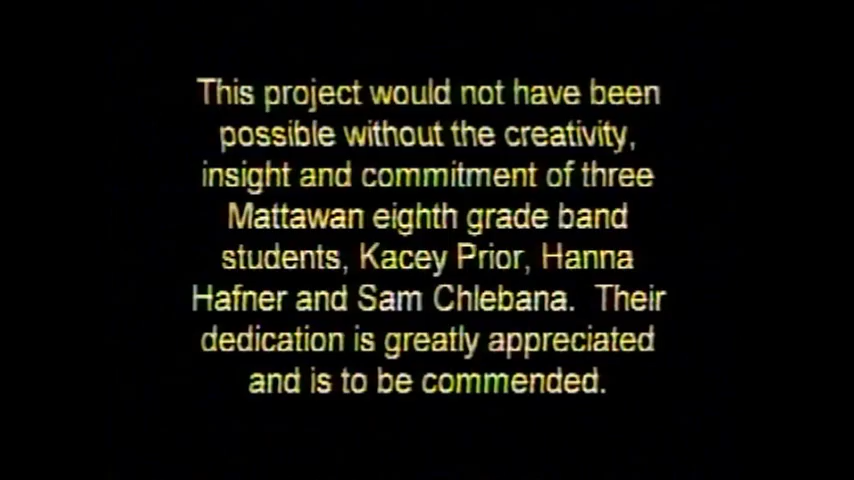 This project would not have been
possible without the creativity,
insight and commitment of three
Mattawan eighth grade band
students, Kacey Prior, Hanna
Hafner and Sam Chlebana.  Their
dedication is greatly appreciated
and is to be commended.